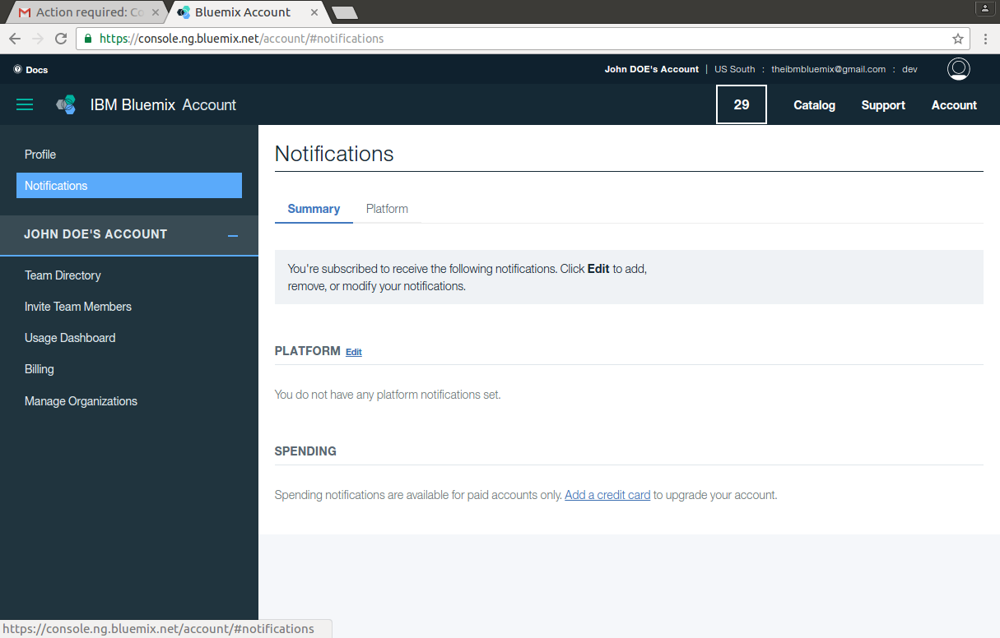 Action required: Co
Bluemix Account
https://console.ng.bluemix.net/account/#notifications
Docs
John DOE's Account | US South : theibmbluemix@gmail.com : dev
IBM Bluemix Account
29
Catalog
Support
Account
Profile
Notifications
JOHN DOE'S ACCOUNT
Team Directory
Invite Team Members
Usage Dashboard
Billing
Manage Organizations
Notifications
Summary
Platform
You're subscribed to receive the following notifications. Click Edit to add,
remove, or modify your notifications.
PLATFORM Edit
You do not have any platform notifications set.
SPENDING
Spending notifications are available for paid accounts only. Add a credit card to upgrade your account.
https://console.ng.bluemix.net/account/#notifications